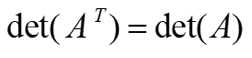 det( A ᵀ ) = det(A)